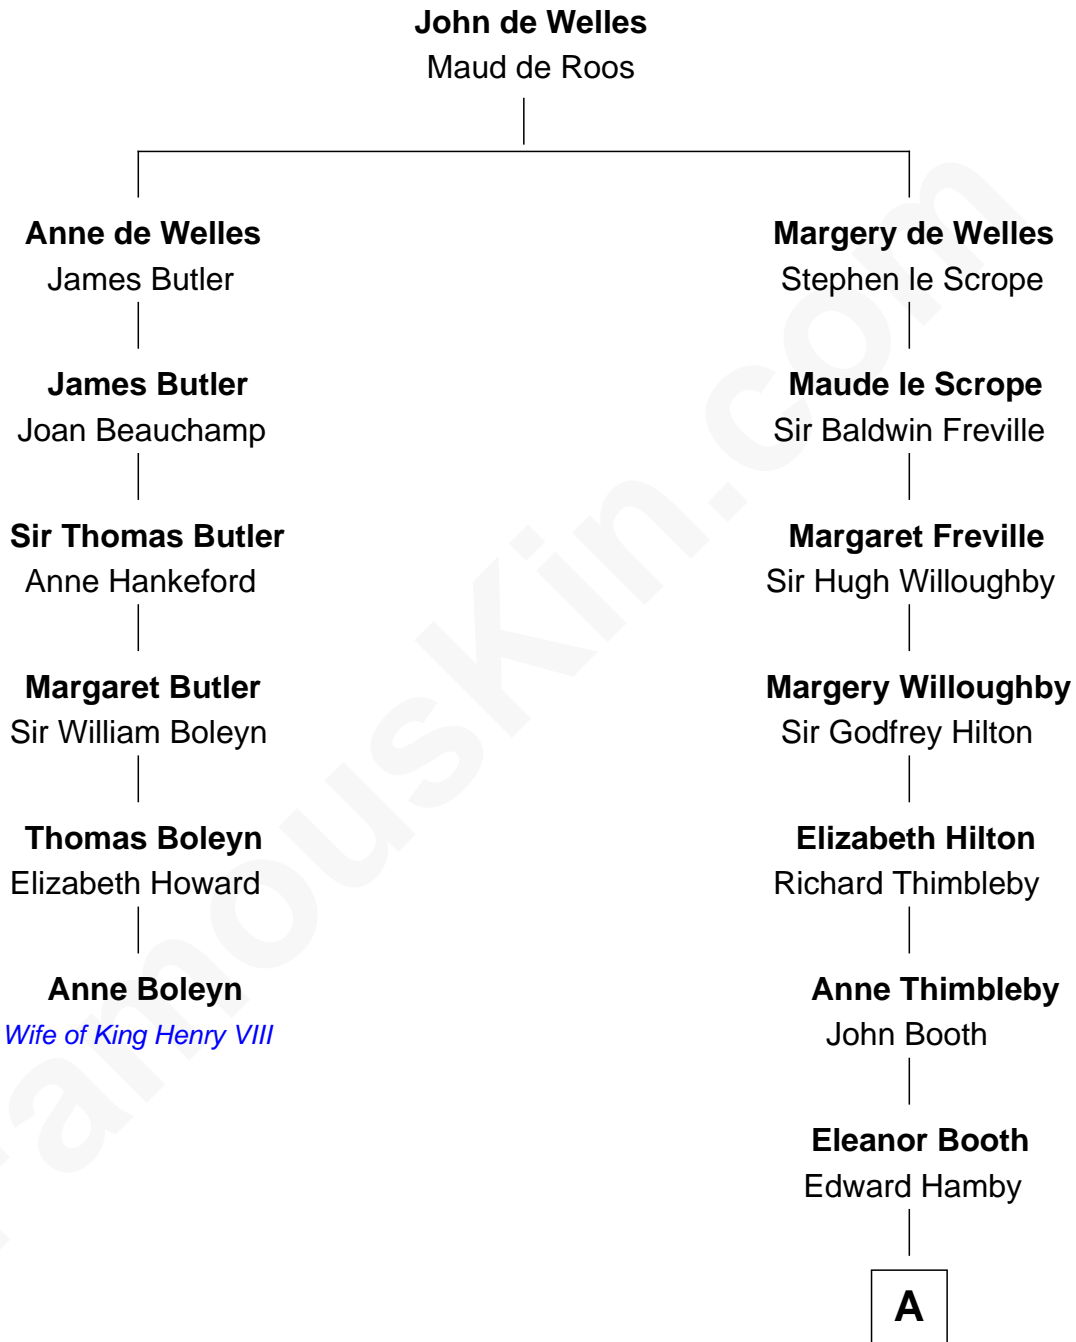 John de Welles
Maud de Roos
Anne de Welles
James Butler
Margery de Welles
Stephen le Scrope
James Butler
Joan Beauchamp
Maude le Scrope
Sir Baldwin Freville
Sir Thomas Butler
Anne Hankeford
Margaret Freville
Sir Hugh Willoughby
Margaret Butler
Sir William Boleyn
Margery Willoughby
Sir Godfrey Hilton
Thomas Boleyn
Elizabeth Howard
Elizabeth Hilton
Richard Thimbleby
Anne Boleyn
Wife of King Henry VIII
Anne Thimbleby
John Booth
Eleanor Booth
Edward Hamby
A
FamousKin.com